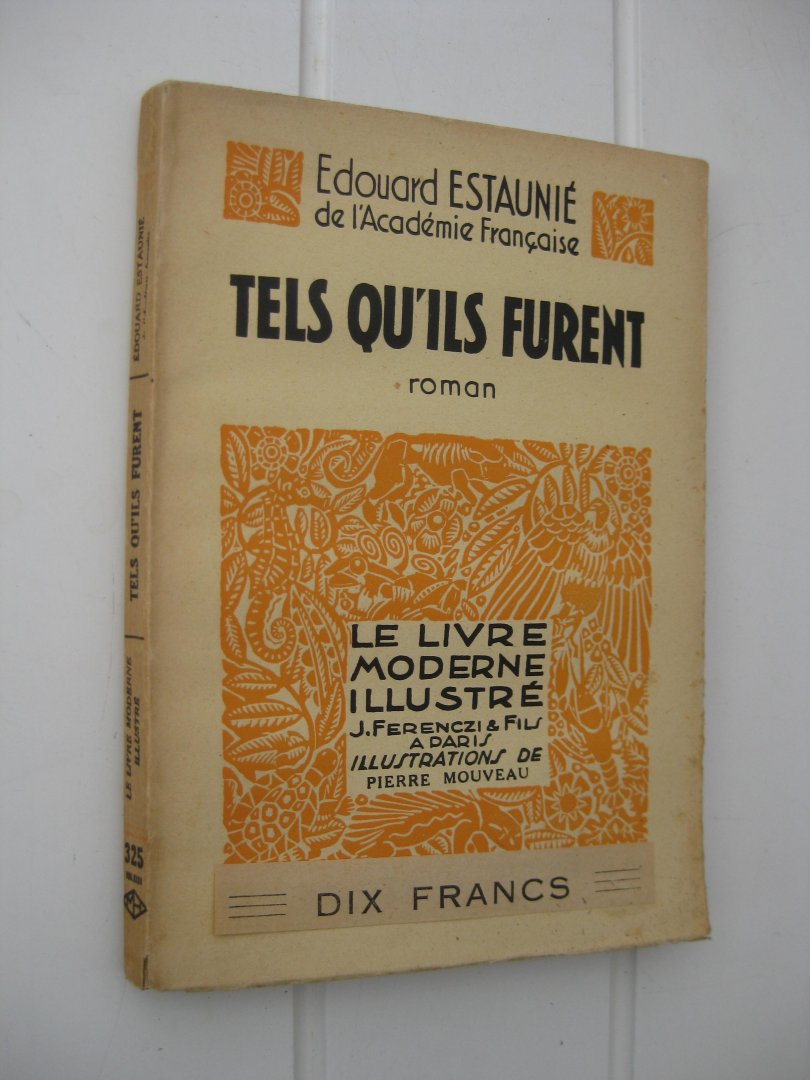 Edouard ESTAUNIÉ
de l'Académie Française
TELS QU'ILS FURENT
roman
LE LIVRE
MODERNE
ILLUSTRÉ
J. FERENCZI & FILS
A PARIS
ILLUSTRATIONS DE
PIERRE MOUVEAU
DIX FRANCS
ÉDOUARD ESTAUNIÉ
TELS QU'ILS FURENT
LE LIVRE MODERNE
ILLUSTRÉ
325